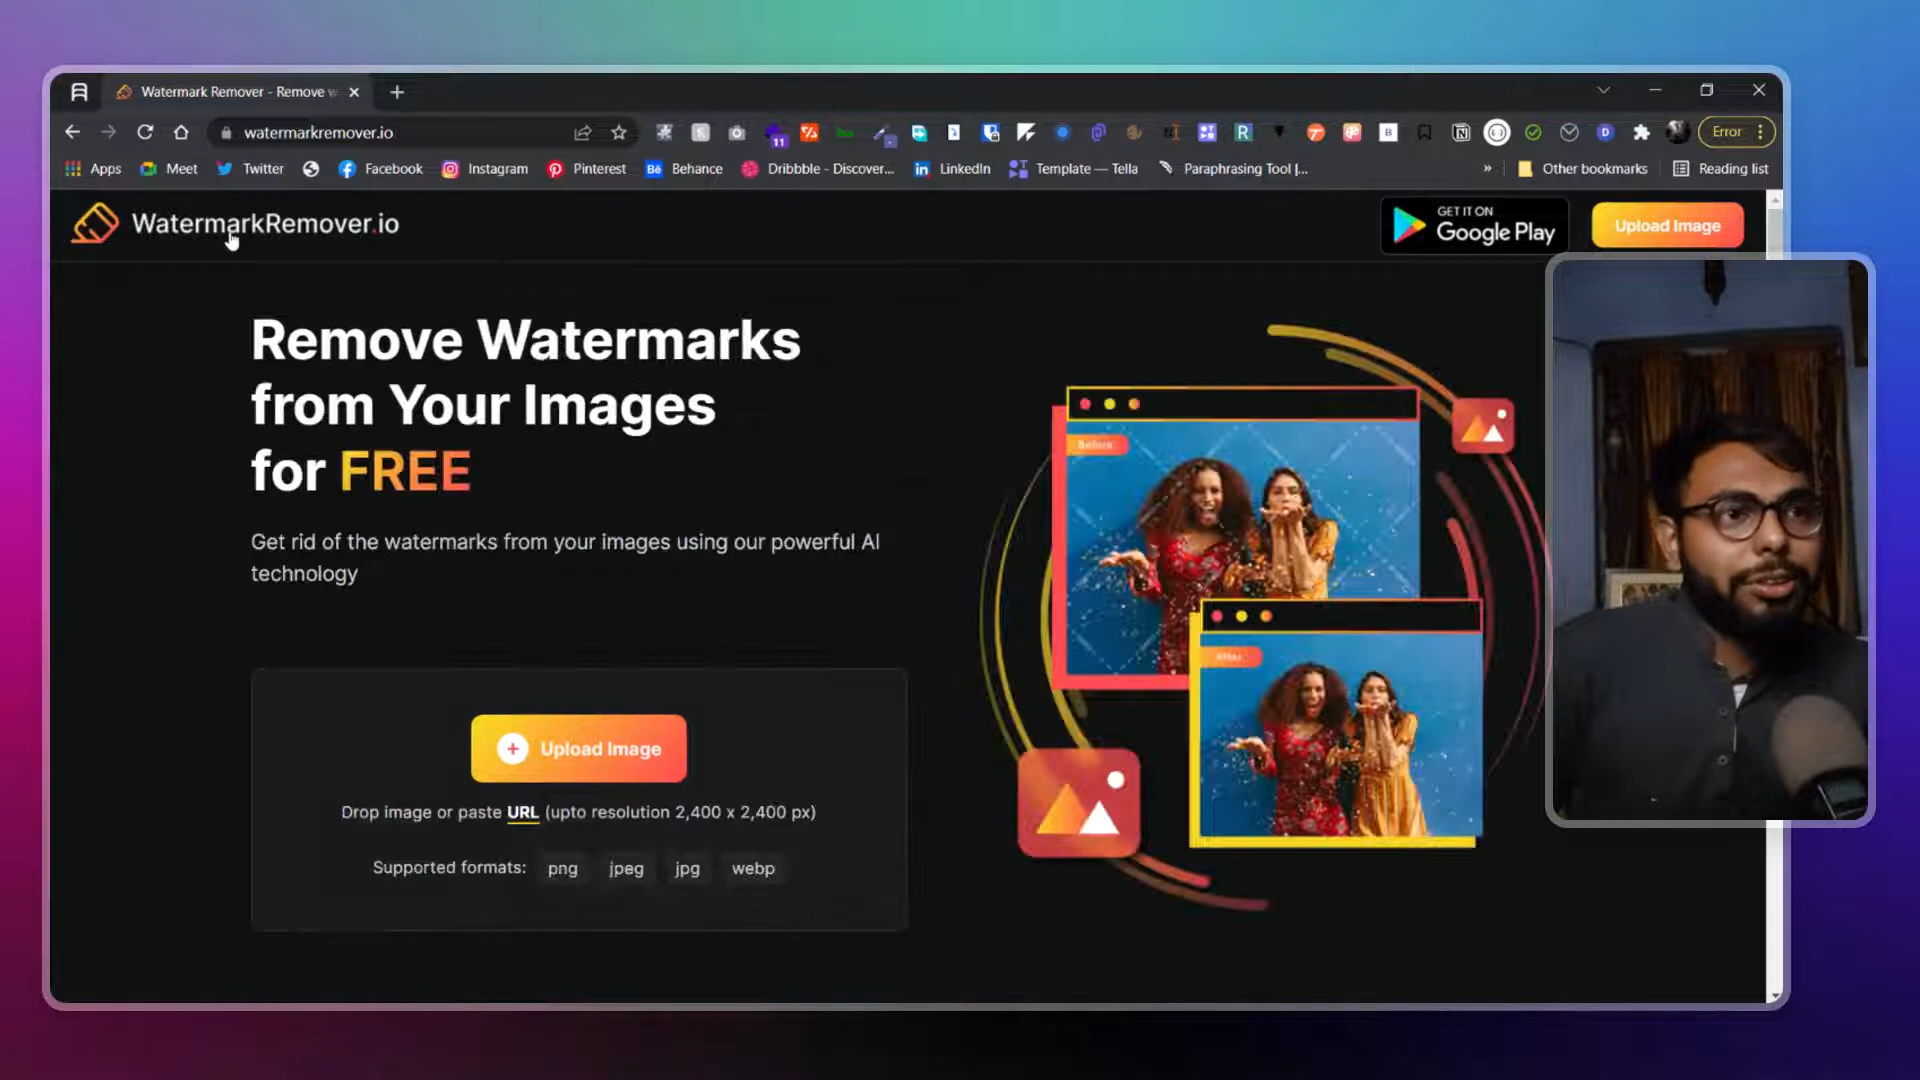 Watermark Remover - Remove w
watermarkremover.io
11
Error
Apps
Meet
Twitter
Facebook
Instagram
Pinterest
Behance
Dribbble - Discover...
LinkedIn
Template — Tella
Paraphrasing Tool |...
»
Other bookmarks
Reading list
WatermarkRemover.io
GET IT ON
Google Play
Upload Image
Remove Watermarks
from Your Images
for FREE
Get rid of the watermarks from your images using our powerful AI
technology
Before
After
Upload Image
Drop image or paste URL (upto resolution 2,400 x 2,400 px)
Supported formats: png jpeg jpg webp